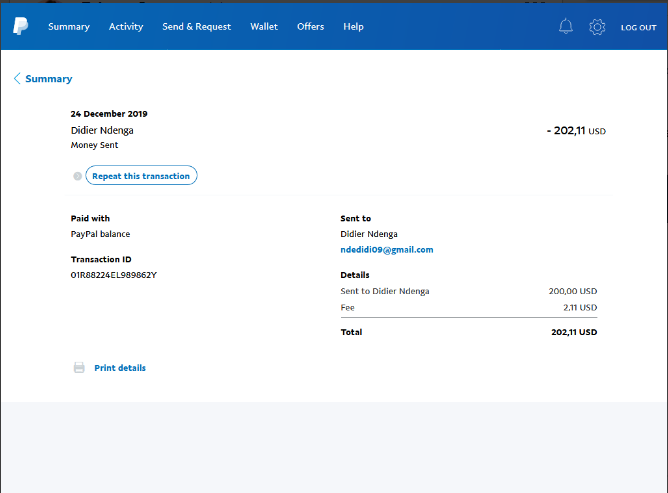 Summary Activity Send & Request Wallet Offers Help LOG OUT
Summary
24 December 2019
Didier Ndenga - 202,11 USD
Money Sent
Repeat this transaction
Paid with
PayPal balance
Transaction ID
01R88224EL989862Y
Sent to
Didier Ndenga
ndedidi09@gmail.com
Details
Sent to Didier Ndenga 200,00 USD
Fee 2,11 USD
Total 202,11 USD
Print details